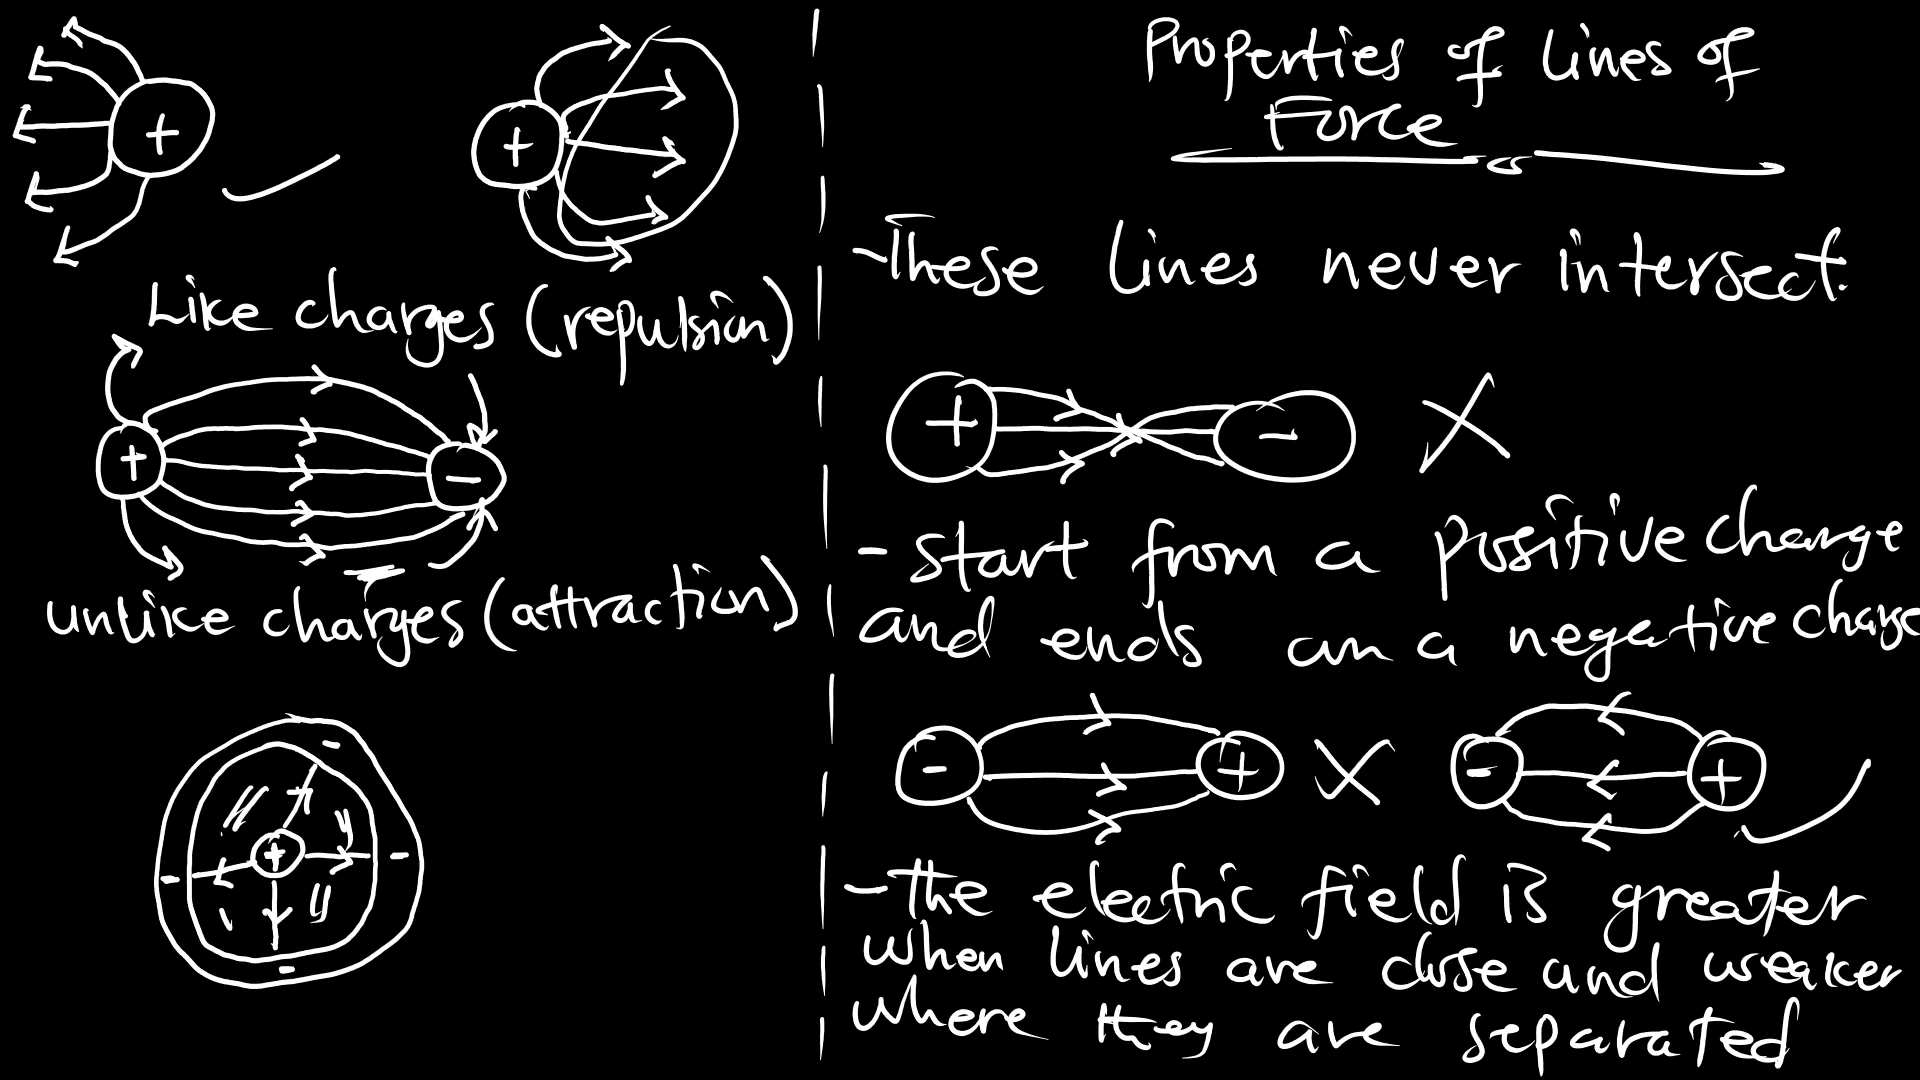 +
+
Like charges (repulsion)
+
-
unlike charges (attraction)
-
+
-
-
-
Properties of lines of
Force
-These lines never intersect.
+
-
- start from a positive charge
and ends on a negative charge
-
+
-
+
-The electric field is greater
when lines are close and weaker
where they are separated